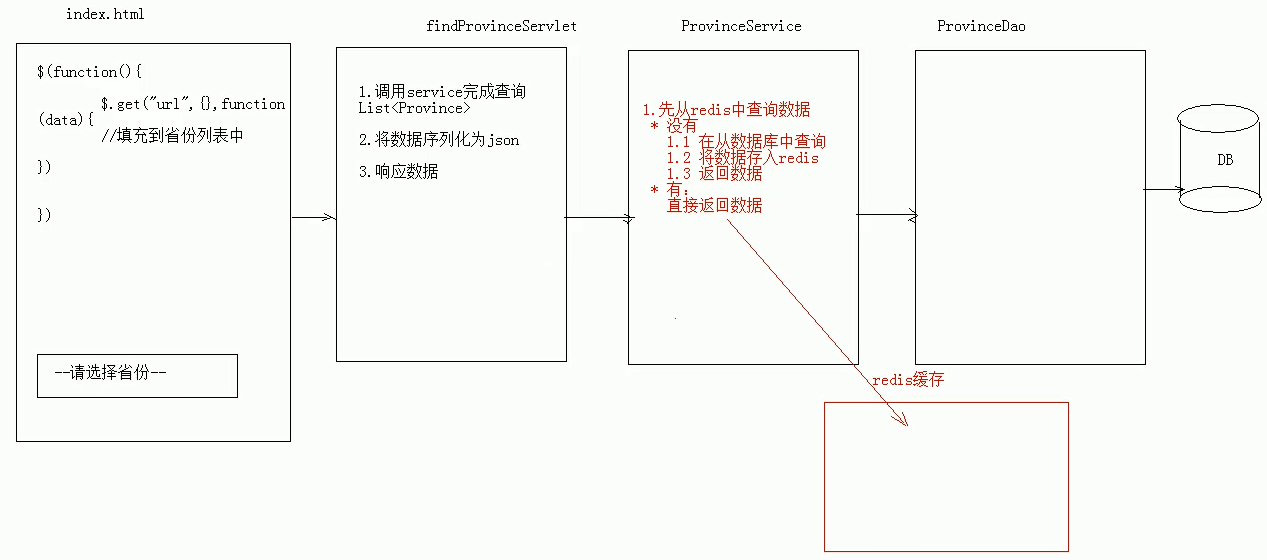 index.html
findProvinceServlet
ProvinceService
ProvinceDao
$(function(){
$.get("url",{},function
(data){
//填充到省份列表中
})
})
--请选择省份--
1.调用service完成查询
List<Province>
2.将数据序列化为json
3.响应数据
1.先从redis中查询数据
* 没有
1.1 在从数据库中查询
1.2 将数据存入redis
1.3 返回数据
* 有：
直接返回数据
DB
redis缓存